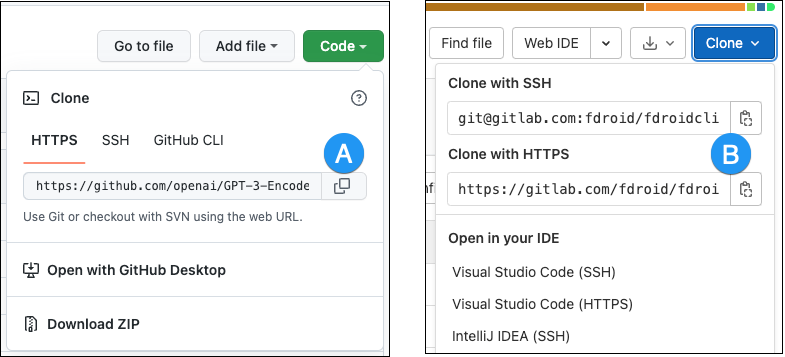 Go to file
Add file
Code
Clone
HTTPS
SSH
GitHub CLI
A
https://github.com/openai/GPT-3-Encode
Use Git or checkout with SVN using the web URL.
Open with GitHub Desktop
Download ZIP
Find file
Web IDE
Clone
Clone with SSH
git@gitlab.com:fdroid/fdroidcli
Clone with HTTPS
B
https://gitlab.com/fdroid/fdroi
Open in your IDE
Visual Studio Code (SSH)
Visual Studio Code (HTTPS)
IntelliJ IDEA (SSH)